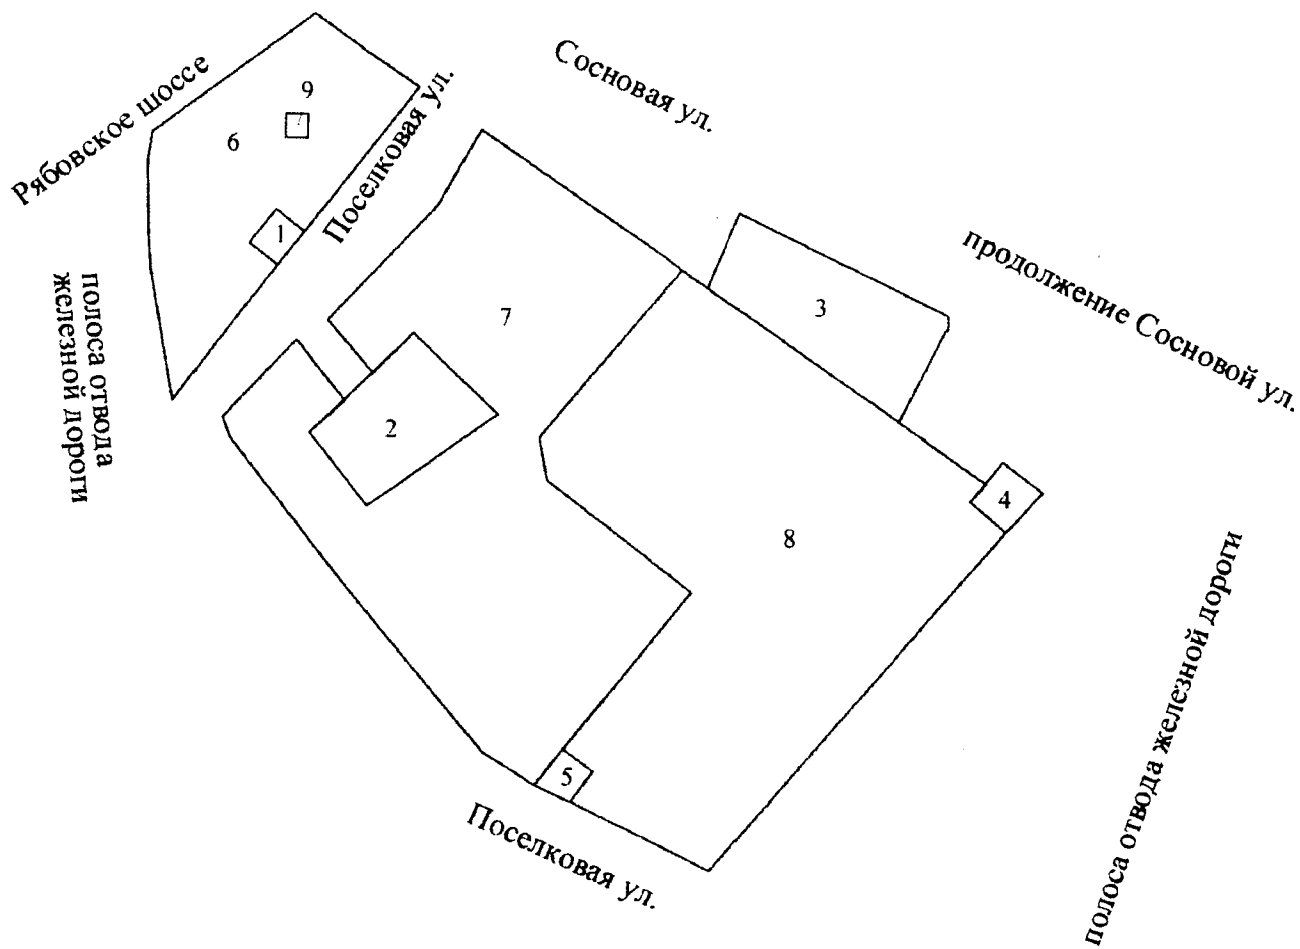 Рябовское шоссе
Поселковая ул.
Сосновая ул.
продолжение Сосновой ул.
9
6
1
полоса отвода
железной дороги
7
3
2
4
8
5
Поселковая ул.
полоса отвода железной дороги